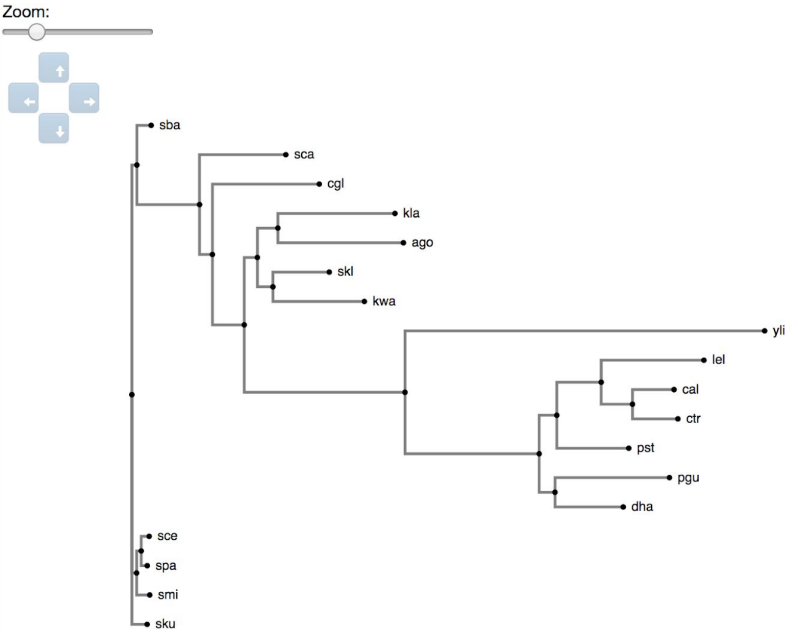 Zoom:
sba
sca
cgl
kla
ago
skl
kwa
yli
lel
cal
ctr
pst
pgu
dha
sce
spa
smi
sku